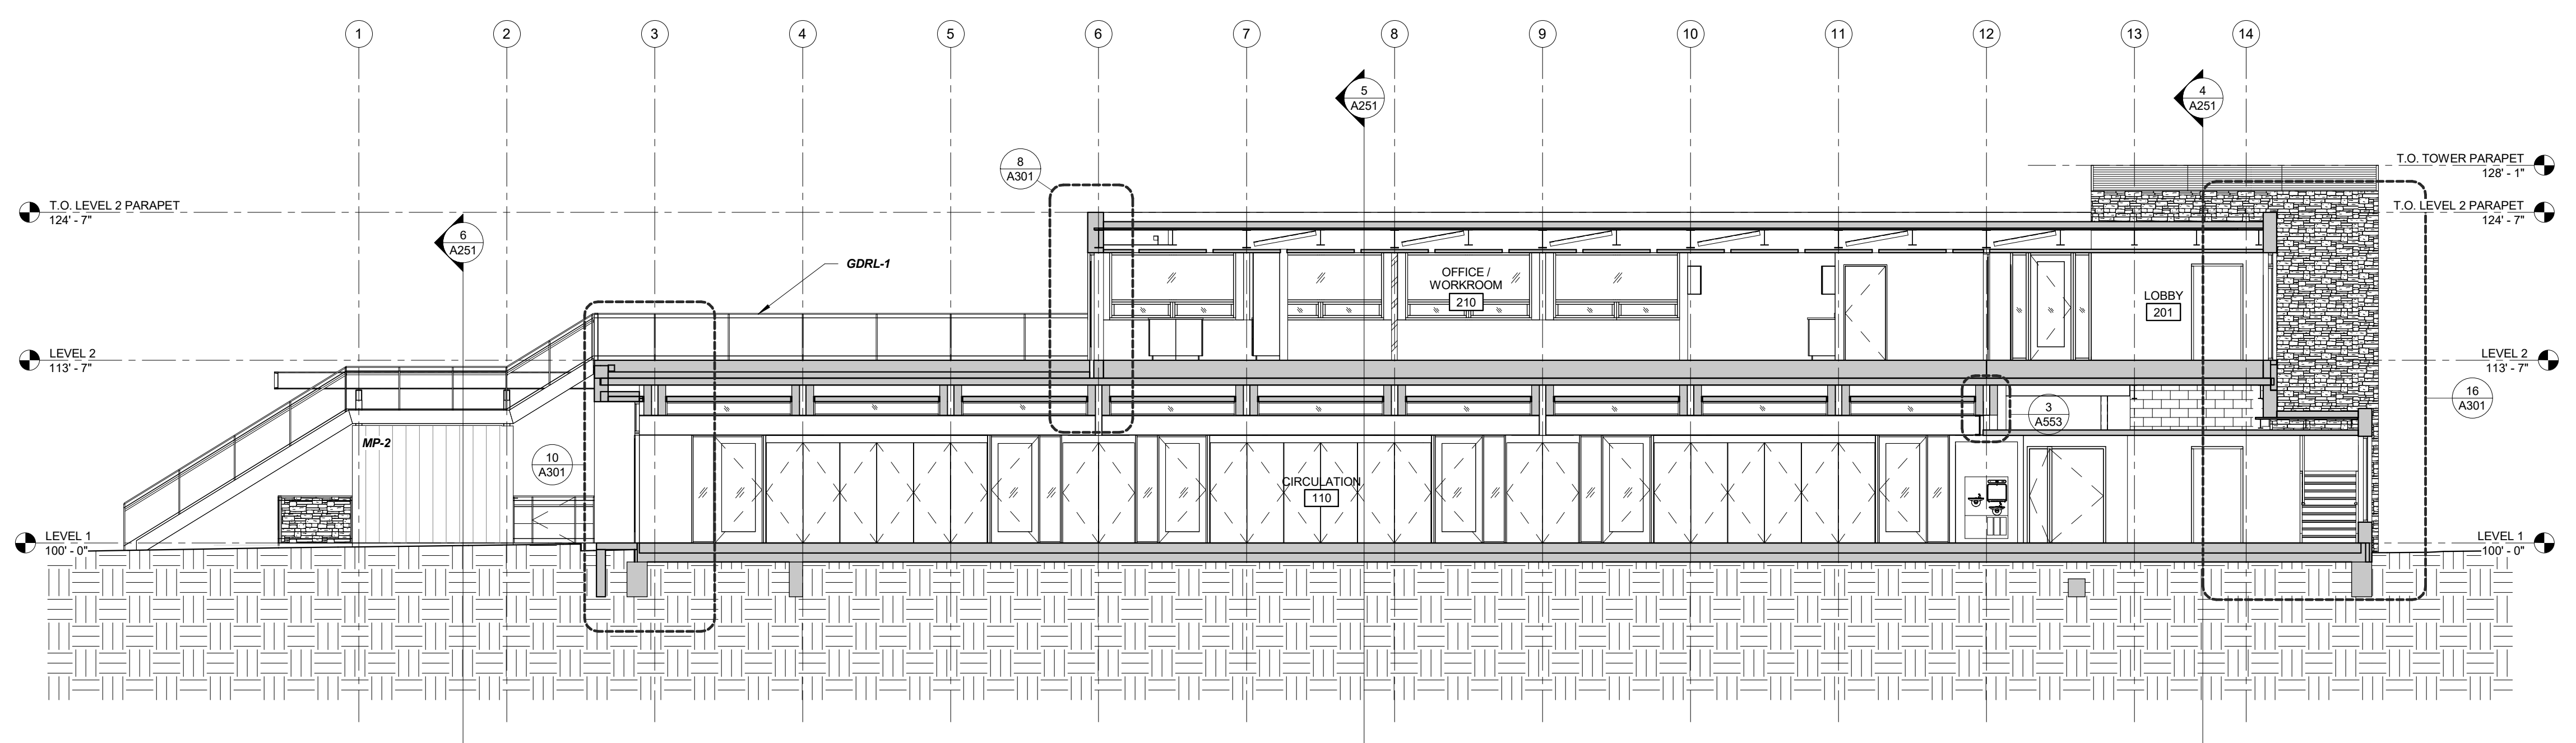 1 2 3 4 5 6 7 8 9 10 11 12 13 14
5
A251
4
A251
8
A301
T.O. TOWER PARAPET
128' - 1"
T.O. LEVEL 2 PARAPET
124' - 7"
T.O. LEVEL 2 PARAPET
124' - 7"
6
A251
GDRL-1
OFFICE /
WORKROOM
210
LOBBY
201
LEVEL 2
113' - 7"
LEVEL 2
113' - 7"
16
A301
3
A553
MP-2
10
A301
CIRCULATION
110
LEVEL 1
100' - 0"
LEVEL 1
100' - 0"